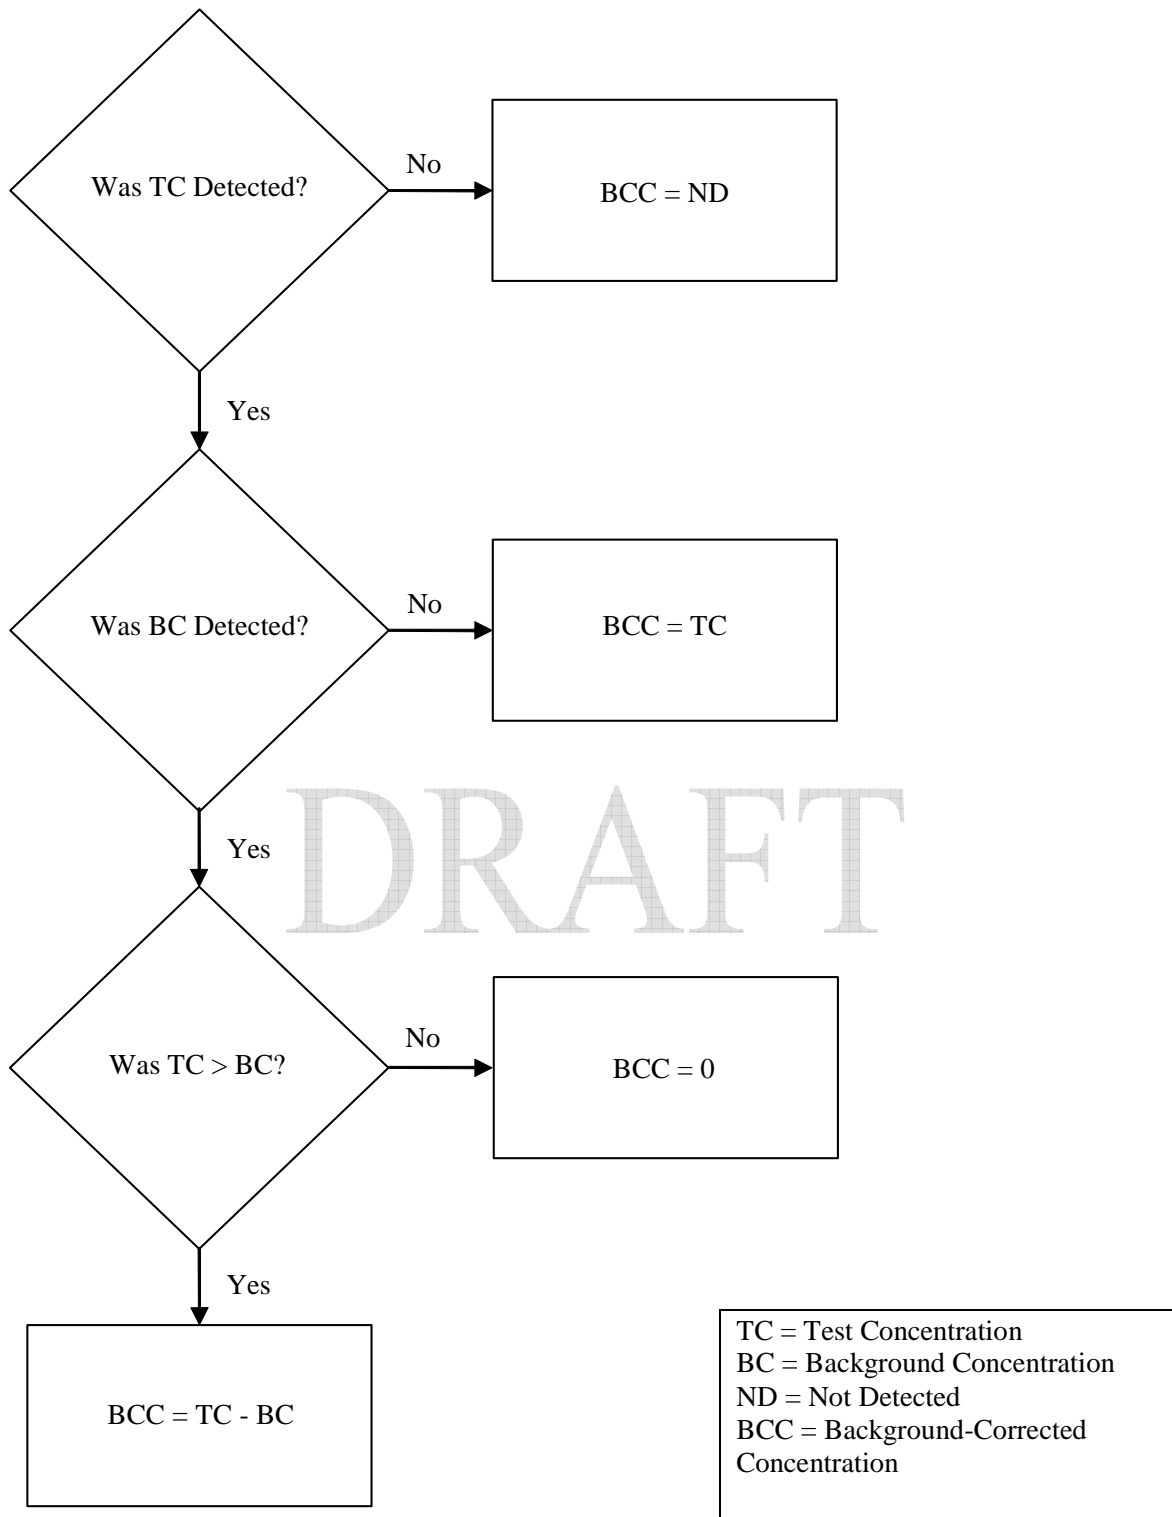 Was TC Detected?
No
BCC = ND
Yes
Was BC Detected?
No
BCC = TC
DRAFT
Yes
Was TC > BC?
No
BCC = 0
Yes
BCC = TC - BC
TC = Test Concentration
BC = Background Concentration
ND = Not Detected
BCC = Background-Corrected
Concentration